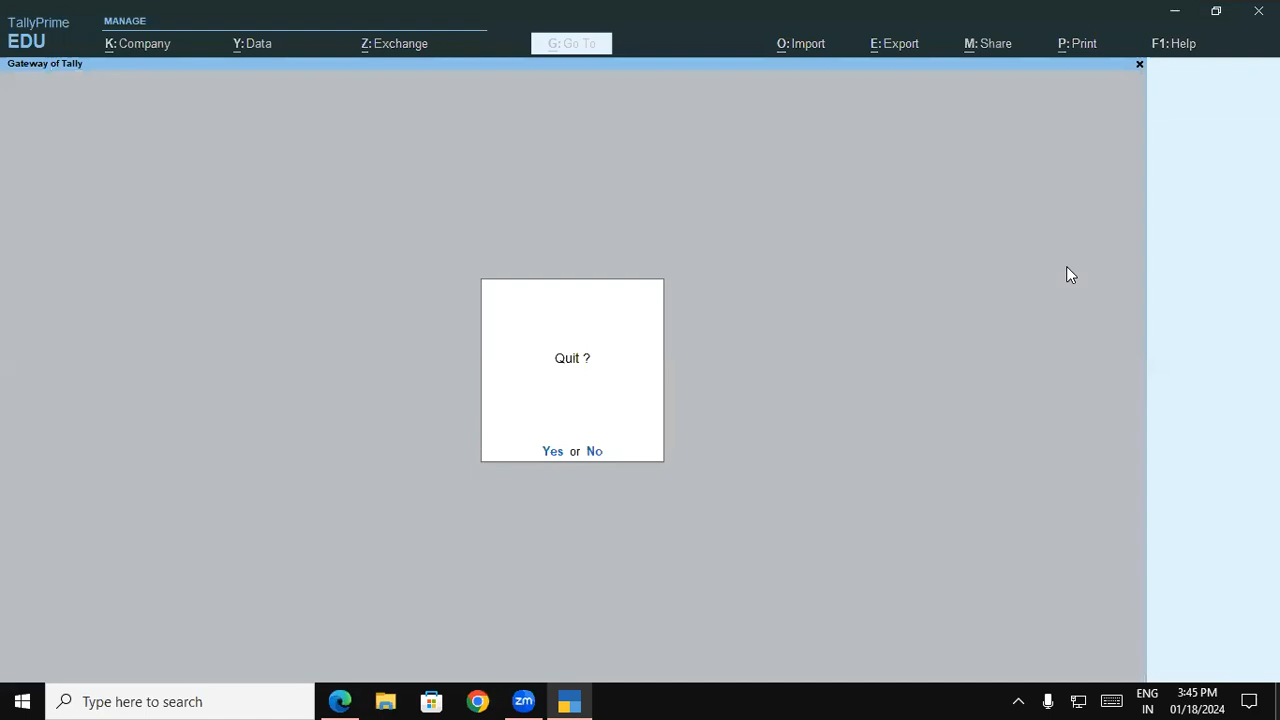 TallyPrime
EDU
MANAGE
K: Company
Y: Data
Z: Exchange
G: Go To
O: Import
E: Export
M: Share
P: Print
F1: Help
Gateway of Tally
Quit ?
Yes or No
Type here to search
zm
ENG
IN
3:45 PM
01/18/2024